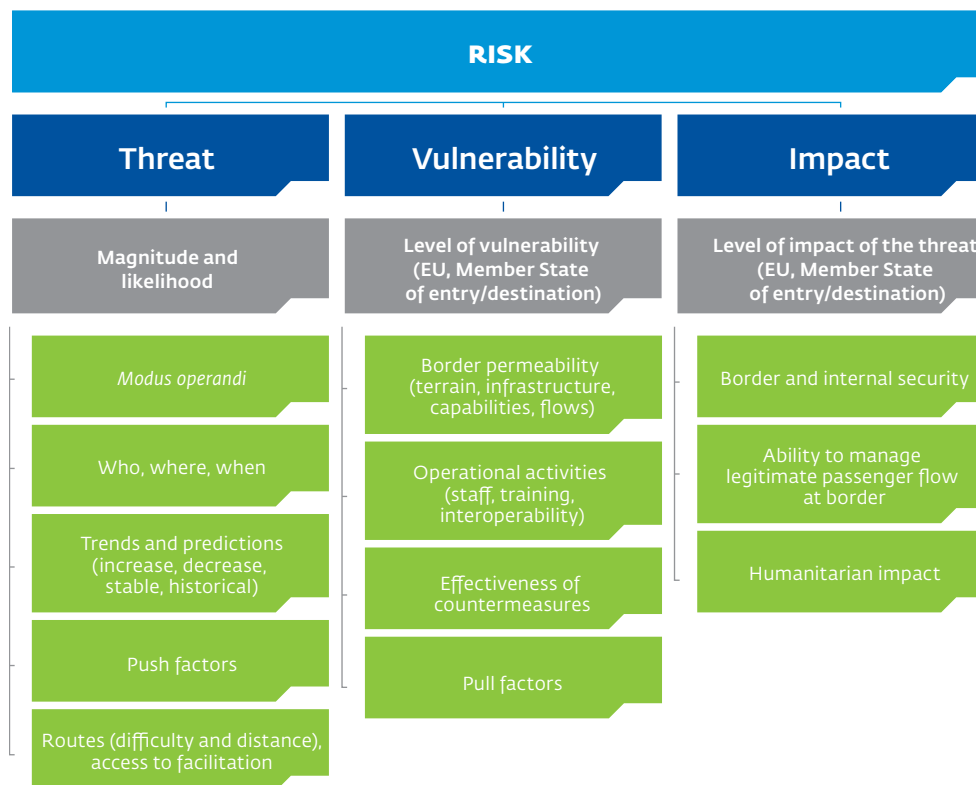 RISK
Threat
Vulnerability
Impact
Magnitude and
likelihood
Level of vulnerability
(EU, Member State
of entry/destination)
Level of impact of the threat
(EU, Member State
of entry/destination)
Modus operandi
Who, where, when
Trends and predictions
(increase, decrease,
stable, historical)
Push factors
Routes (difficulty and distance),
access to facilitation
Border permeability
(terrain, infrastructure,
capabilities, flows)
Operational activities
(staff, training,
interoperability)
Effectiveness of
countermeasures
Pull factors
Border and internal security
Ability to manage
legitimate passenger flow
at border
Humanitarian impact